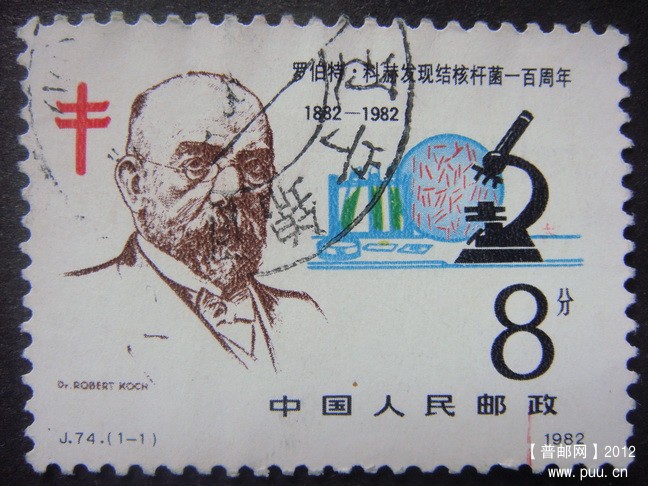 罗伯特·科赫发现结核杆菌一百周年
1882—1982
8 八分
Dr. ROBERT KOCH
中国人民邮政
J.74.(1-1)
1982
【普邮网】2012
www.puu.cn